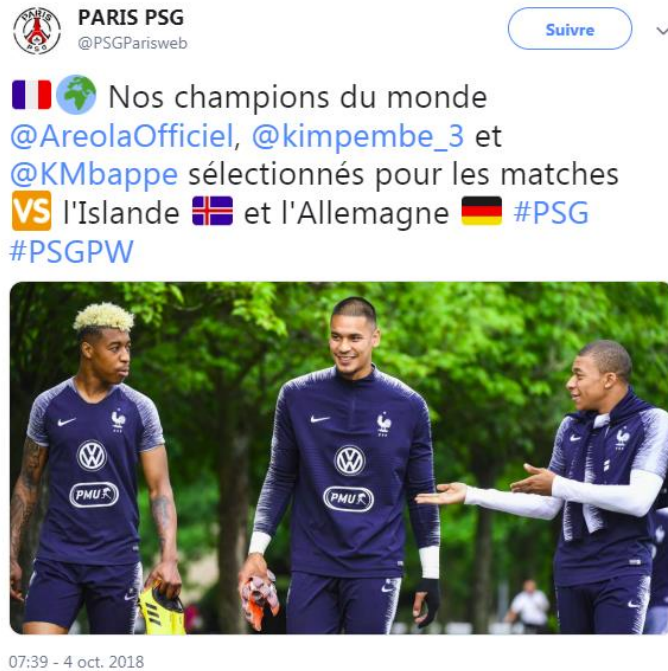 PARIS PSG
@PSGParisweb
Suivre
🇫🇷🌍 Nos champions du monde
@AreolaOfficiel, @kimpembe_3 et
@KMbappe sélectionnés pour les matches
🆚 l'Islande 🇮🇸 et l'Allemagne 🇩🇪 #PSG
#PSGPW
PMU
PMU
07:39 - 4 oct. 2018